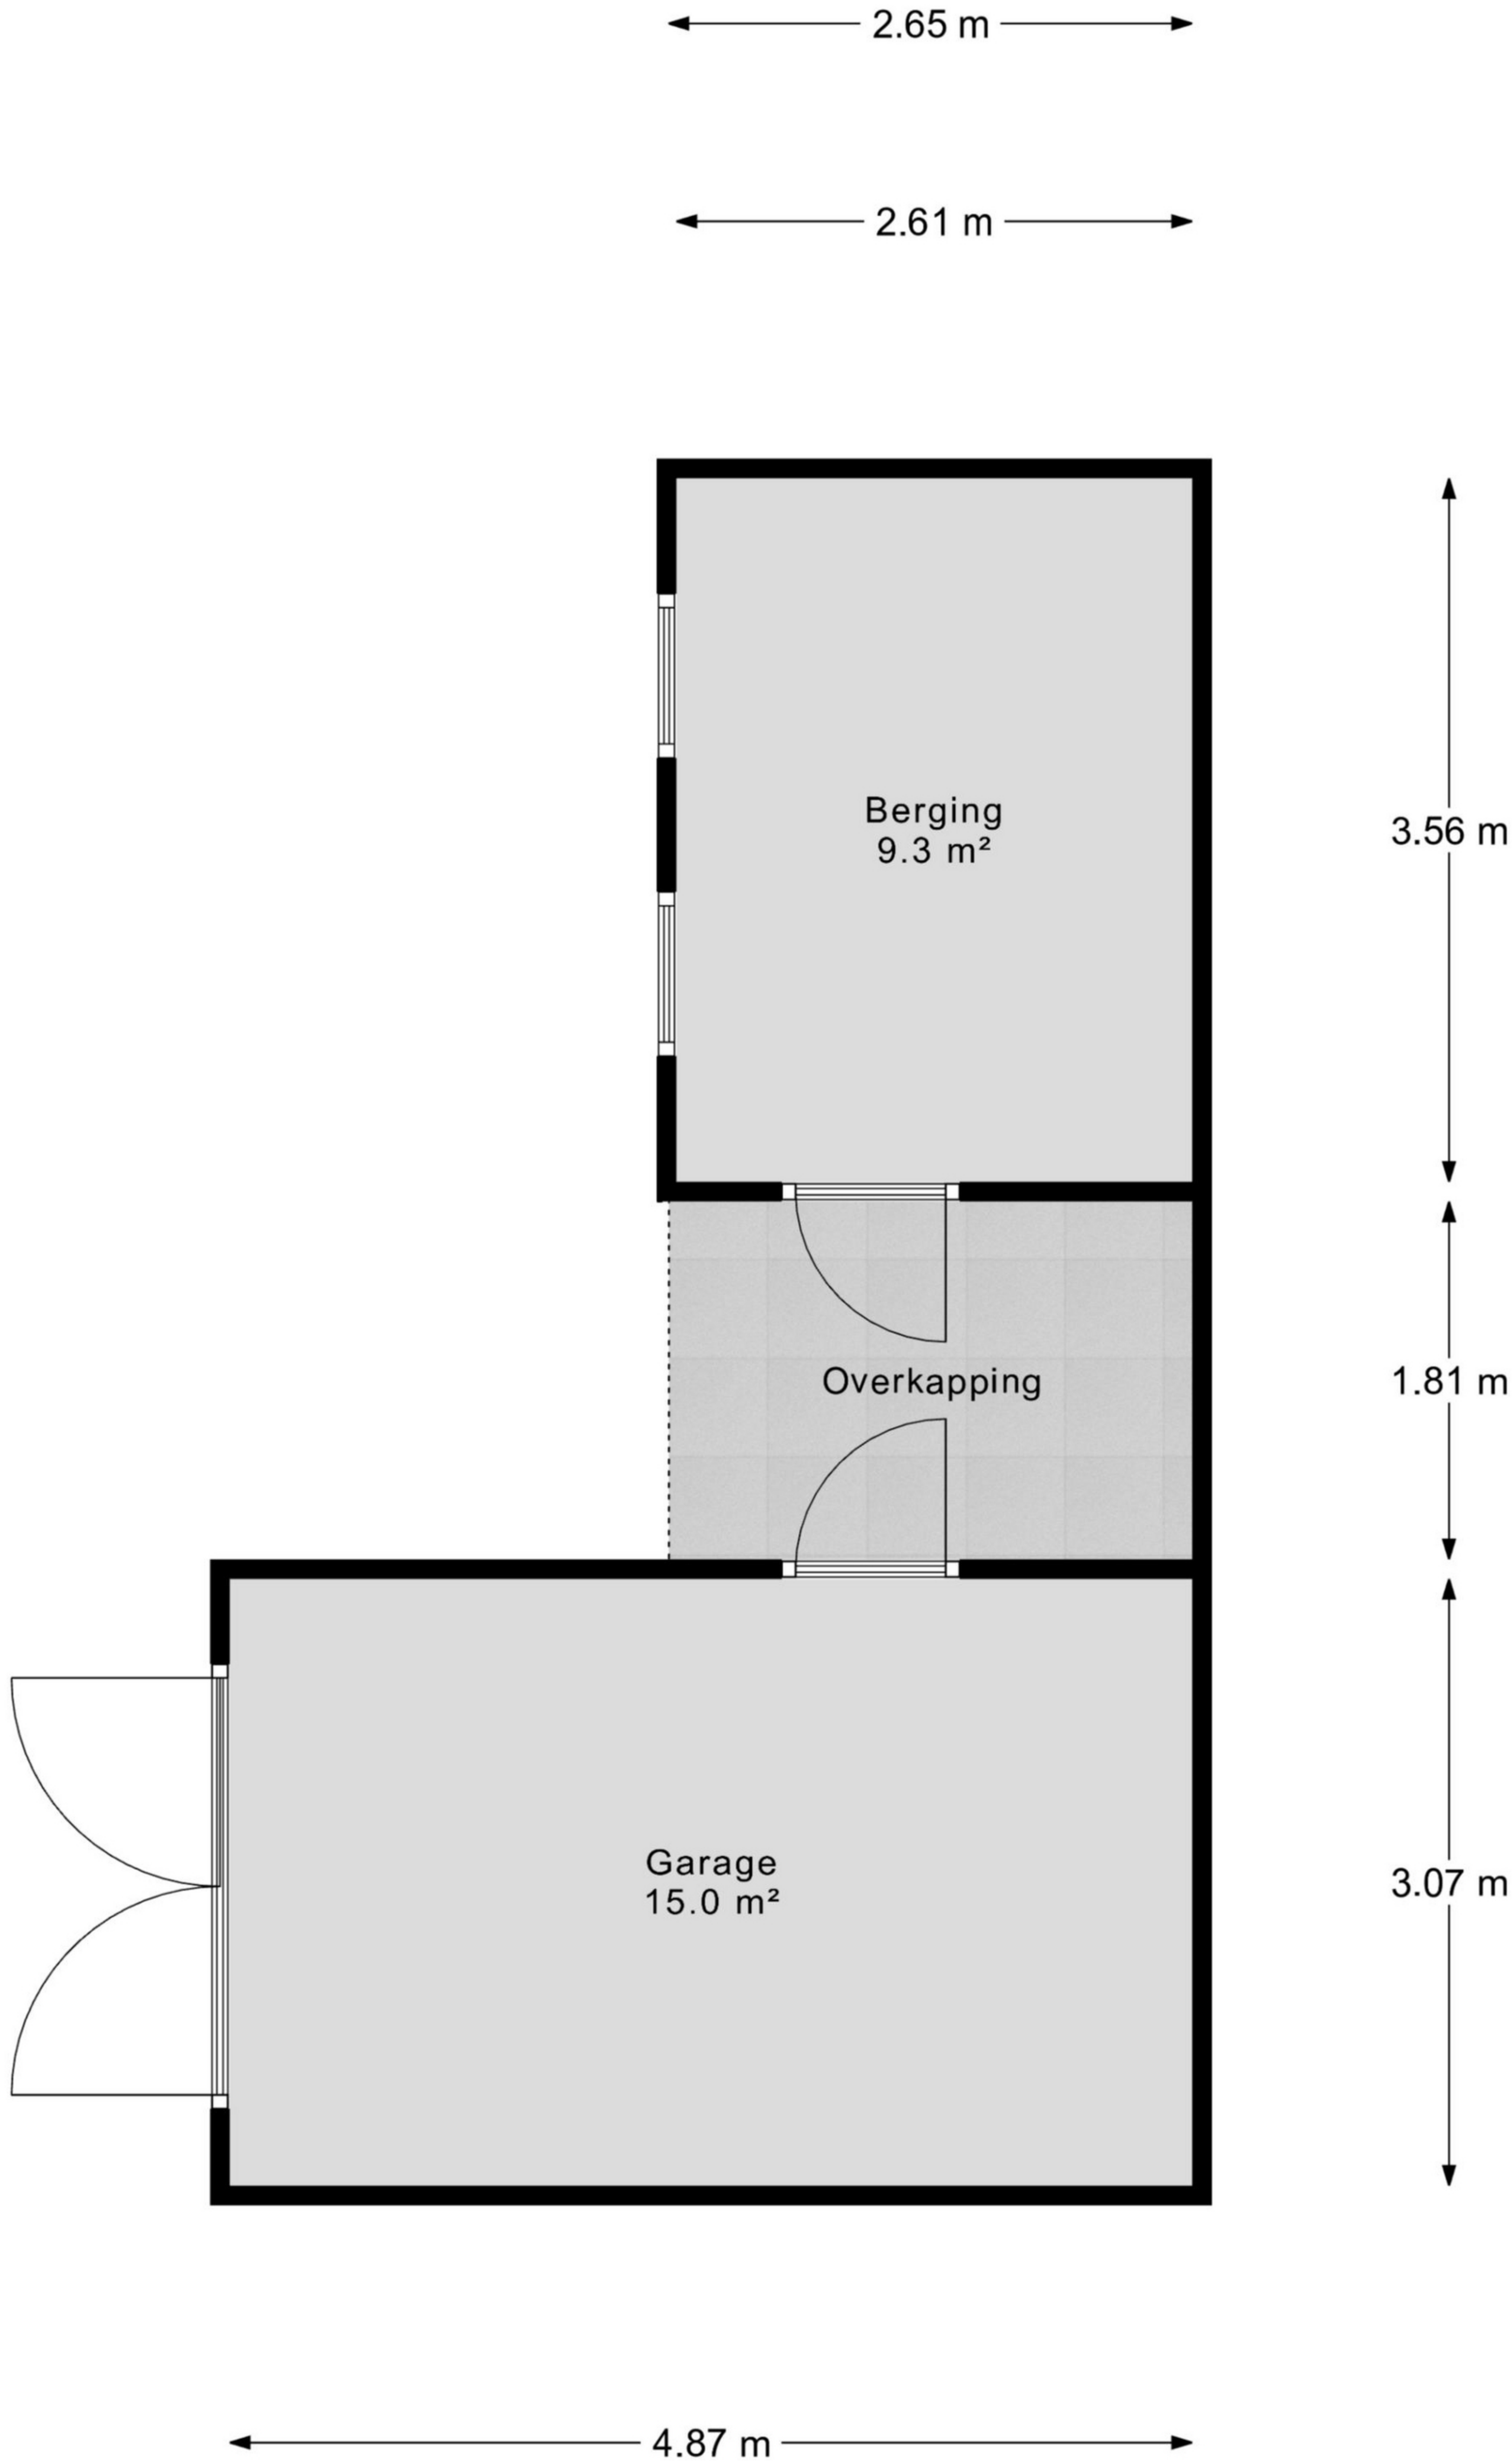 2.65 m
2.61 m
Berging
9.3 m²
3.56 m
Overkapping
1.81 m
Garage
15.0 m²
3.07 m
4.87 m